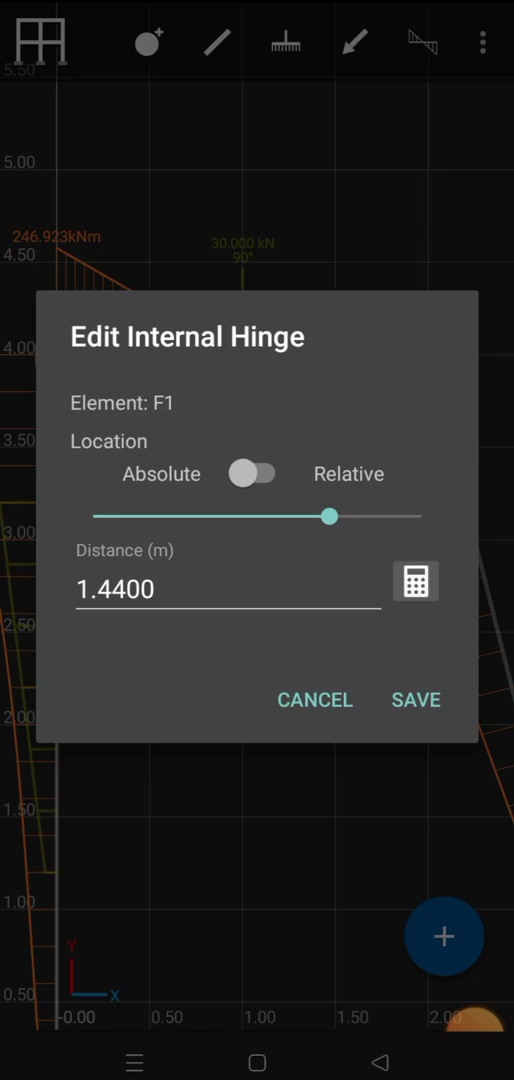 5.50
5.00
246.923kNm
30.000 kN
90°
4.50
4.00
Edit Internal Hinge
Element: F1
Location
Absolute
Relative
3.50
3.00
Distance (m)
1.4400
2.50
CANCEL
SAVE
2.00
1.50
1.00
Y
X
0.50
-0.00
0.50
1.00
1.50
2.00